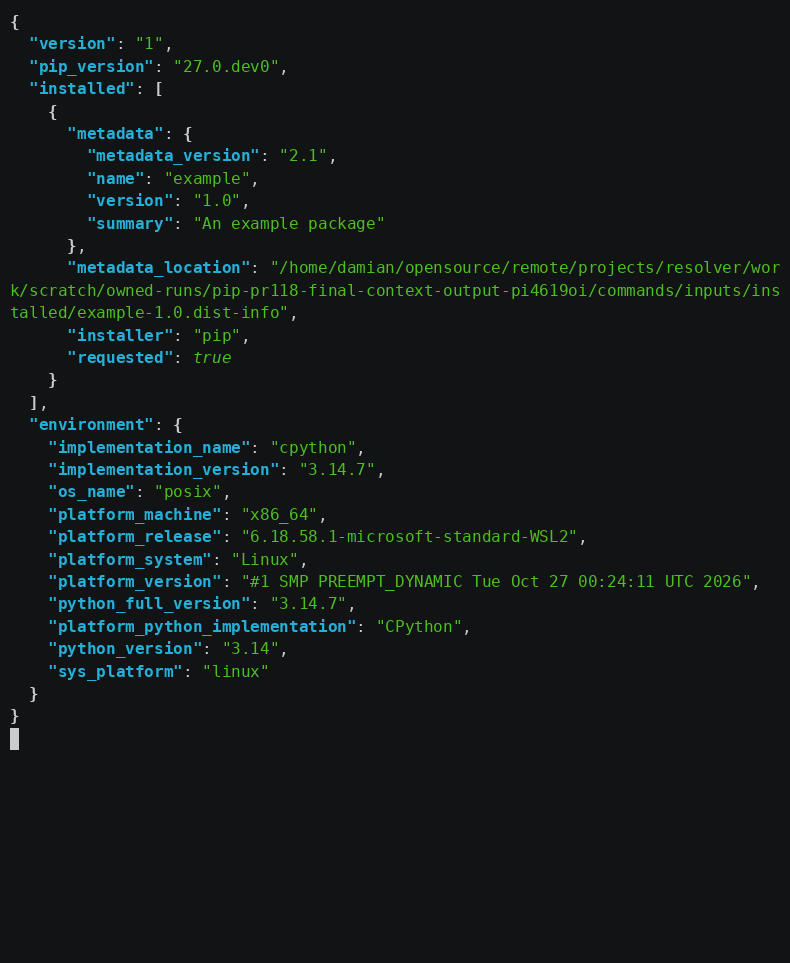 {
  "version": "1",
  "pip_version": "27.0.dev0",
  "installed": [
    {
      "metadata": {
        "metadata_version": "2.1",
        "name": "example",
        "version": "1.0",
        "summary": "An example package"
      },
      "metadata_location": "/home/damian/opensource/remote/projects/resolver/wor
k/scratch/owned-runs/pip-pr118-final-context-output-pi4619oi/commands/inputs/ins
talled/example-1.0.dist-info",
      "installer": "pip",
      "requested": true
    }
  ],
  "environment": {
    "implementation_name": "cpython",
    "implementation_version": "3.14.7",
    "os_name": "posix",
    "platform_machine": "x86_64",
    "platform_release": "6.18.58.1-microsoft-standard-WSL2",
    "platform_system": "Linux",
    "platform_version": "#1 SMP PREEMPT_DYNAMIC Tue Oct 27 00:24:11 UTC 2026",
    "python_full_version": "3.14.7",
    "platform_python_implementation": "CPython",
    "python_version": "3.14",
    "sys_platform": "linux"
  }
}